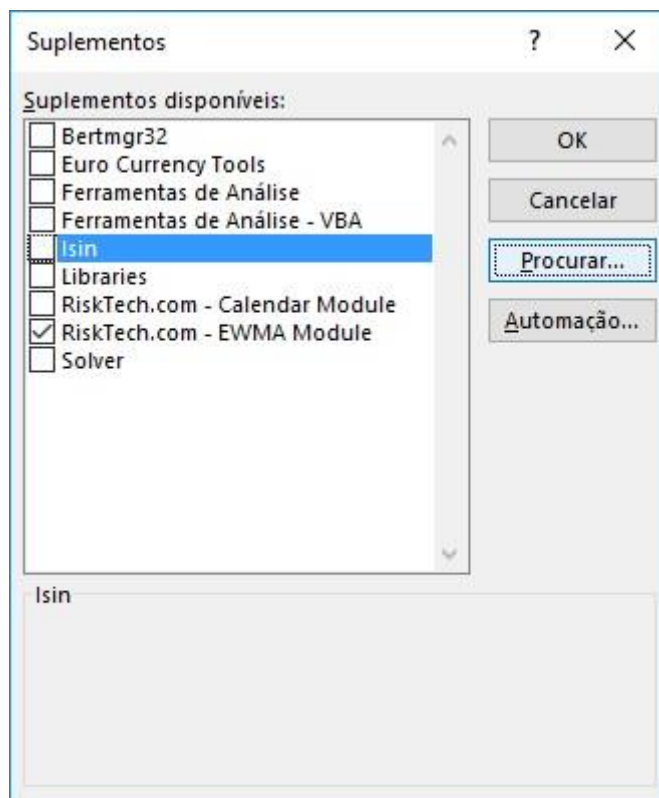 Suplementos ? X
Suplementos disponíveis:
Bertmgr32
Euro Currency Tools
Ferramentas de Análise
Ferramentas de Análise - VBA
Isin
Libraries
RiskTech.com - Calendar Module
RiskTech.com - EWMA Module
Solver
OK
Cancelar
Procurar...
Automação...
Isin